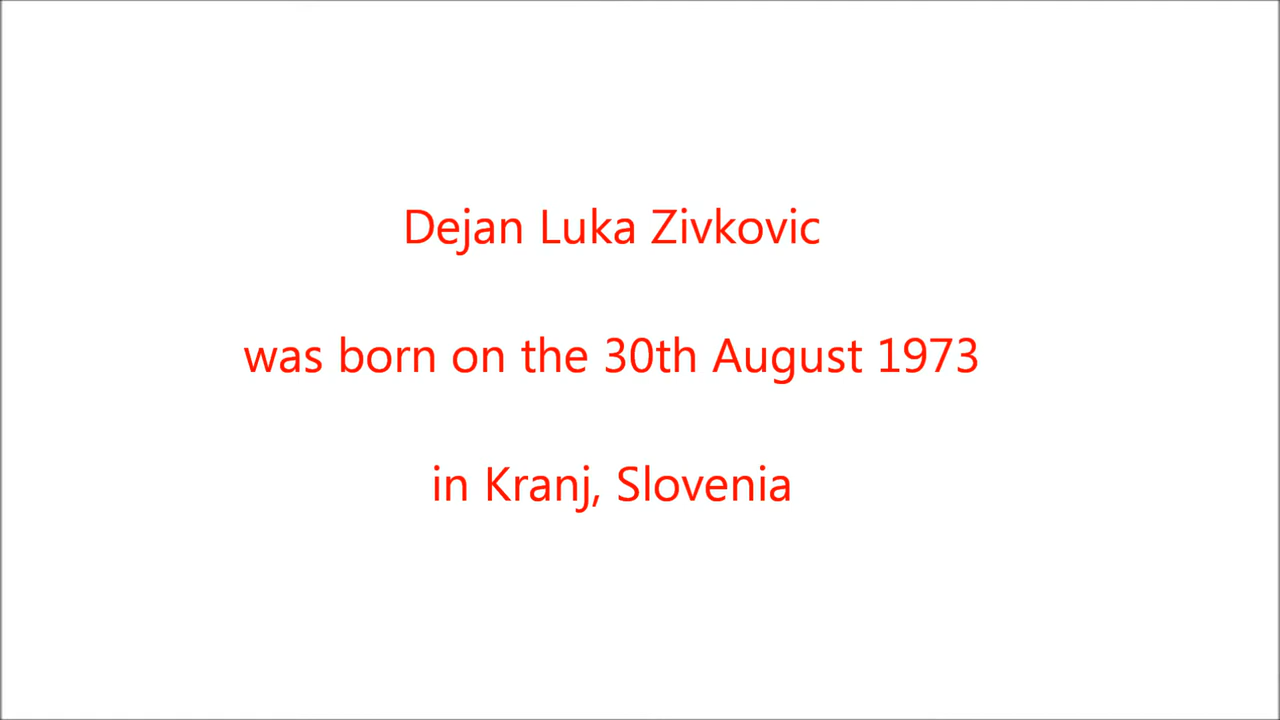 Dejan Luka Zivkovic
was born on the 30th August 1973
in Kranj, Slovenia